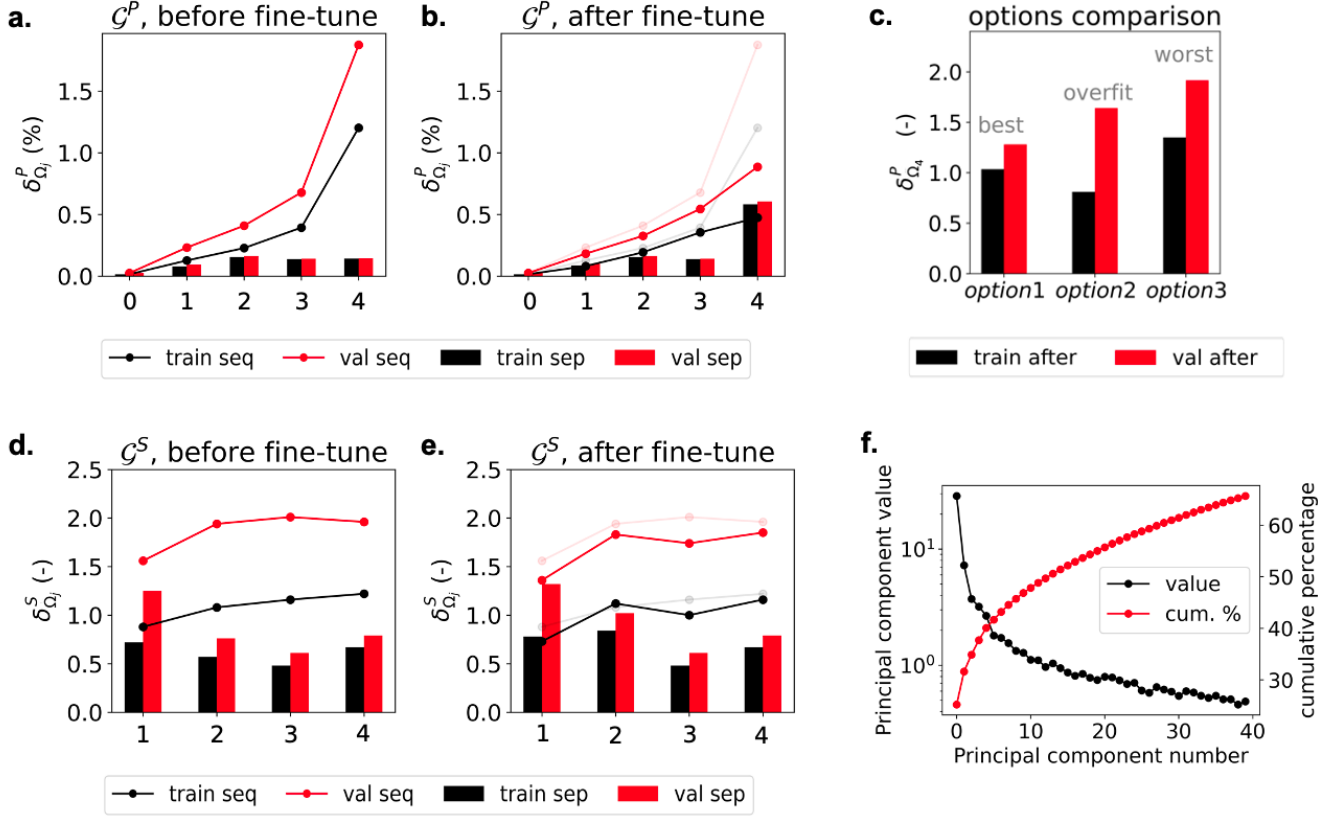 a.
𝒢^P, before fine-tune
δ^P_Ω_j (%)
1.5
1.0
0.5
0.0
0 1 2 3 4
b.
𝒢^P, after fine-tune
δ^P_Ω_j (%)
1.5
1.0
0.5
0.0
0 1 2 3 4
train seq val seq train sep val sep
c.
options comparison
δ^P_Ω_4 (-)
2.0
1.5
1.0
0.5
0.0
best
overfit
worst
option1 option2 option3
train after val after
d.
𝒢^S, before fine-tune
δ^S_Ω_j (-)
2.5
2.0
1.5
1.0
0.5
0.0
1 2 3 4
e.
𝒢^S, after fine-tune
δ^S_Ω_j (-)
2.5
2.0
1.5
1.0
0.5
0.0
1 2 3 4
train seq val seq train sep val sep
f.
Principal component value
10^1
10^0
value
cum. %
60
50
40
30
cumulative percentage
0 10 20 30 40
Principal component number